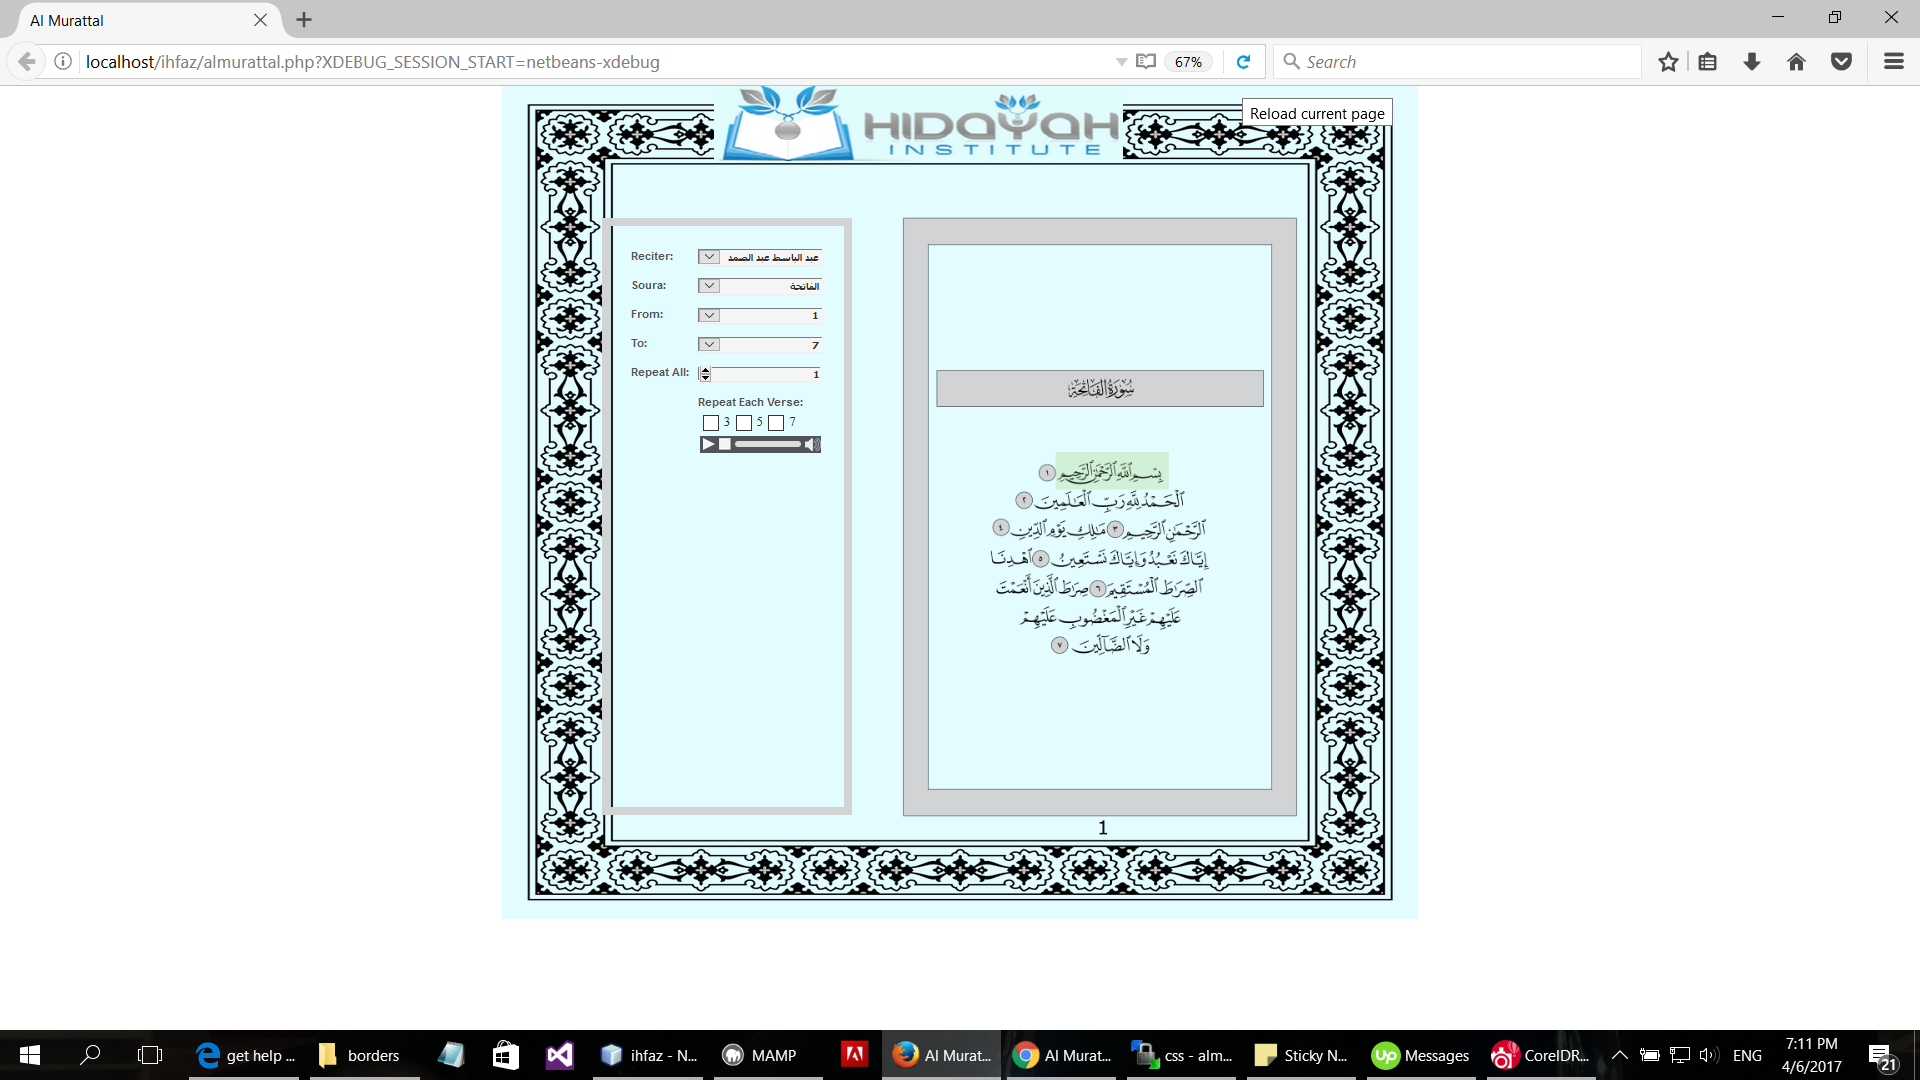 Al Murattal
localhost/ihfaz/almurattal.php?XDEBUG_SESSION_START=netbeans-xdebug
67%
Search
Reload current page
HIDAYAH
INSTITUTE
Reciter: عبد الباسط عبد الصمد
Soura: الفاتحة
From: 1
To: 7
Repeat All: 1
Repeat Each Verse:
3 5 7
سُورَةُ الفَاتِحَة
بِسْمِ ٱللَّهِ ٱلرَّحْمَٰنِ ٱلرَّحِيمِ ١
ٱلْحَمْدُ لِلَّهِ رَبِّ ٱلْعَٰلَمِينَ ٢
ٱلرَّحْمَٰنِ ٱلرَّحِيمِ ٣ مَٰلِكِ يَوْمِ ٱلدِّينِ ٤
إِيَّاكَ نَعْبُدُ وَإِيَّاكَ نَسْتَعِينُ ٥ ٱهْدِنَا
ٱلصِّرَٰطَ ٱلْمُسْتَقِيمَ ٦ صِرَٰطَ ٱلَّذِينَ أَنْعَمْتَ
عَلَيْهِمْ غَيْرِ ٱلْمَغْضُوبِ عَلَيْهِمْ
وَلَا ٱلضَّآلِّينَ ٧
1
get help ...
borders
ihfaz - N...
MAMP
Al Murat...
Al Murat...
css - alm...
Sticky N...
Up Messages
CorelDR...
ENG
7:11 PM
4/6/2017
21